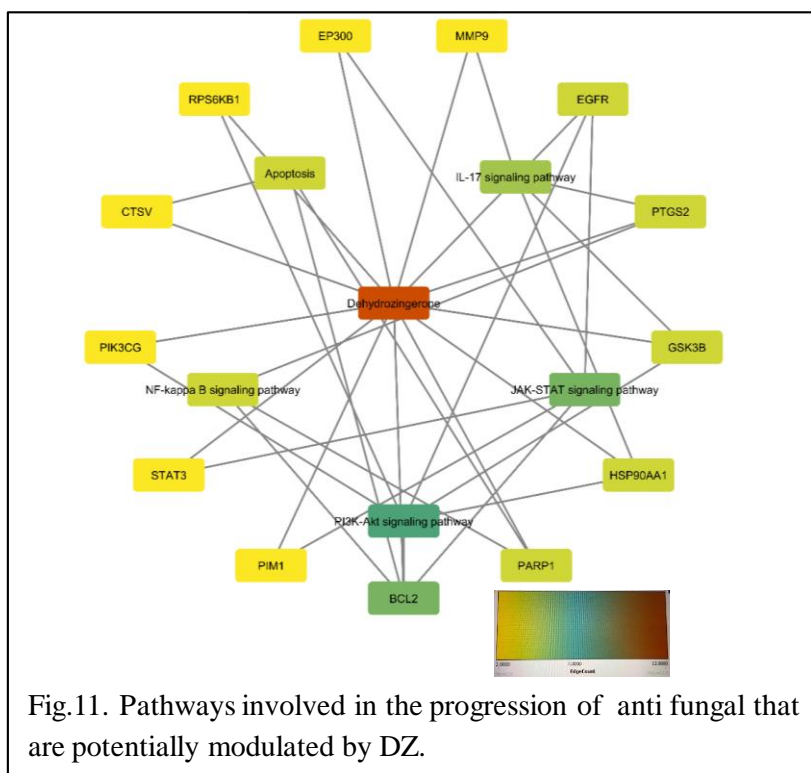 EP300
MMP9
RPS6KB1
EGFR
Apoptosis
IL-17 signaling pathway
CTSV
PTGS2
Dehydrozingerone
PIK3CG
GSK3B
NF-kappa B signaling pathway
JAK-STAT signaling pathway
STAT3
HSP90AA1
PI3K-Akt signaling pathway
PIM1
PARP1
BCL2
EdgeCount
Fig.11. Pathways involved in the progression of anti fungal that
are potentially modulated by DZ.